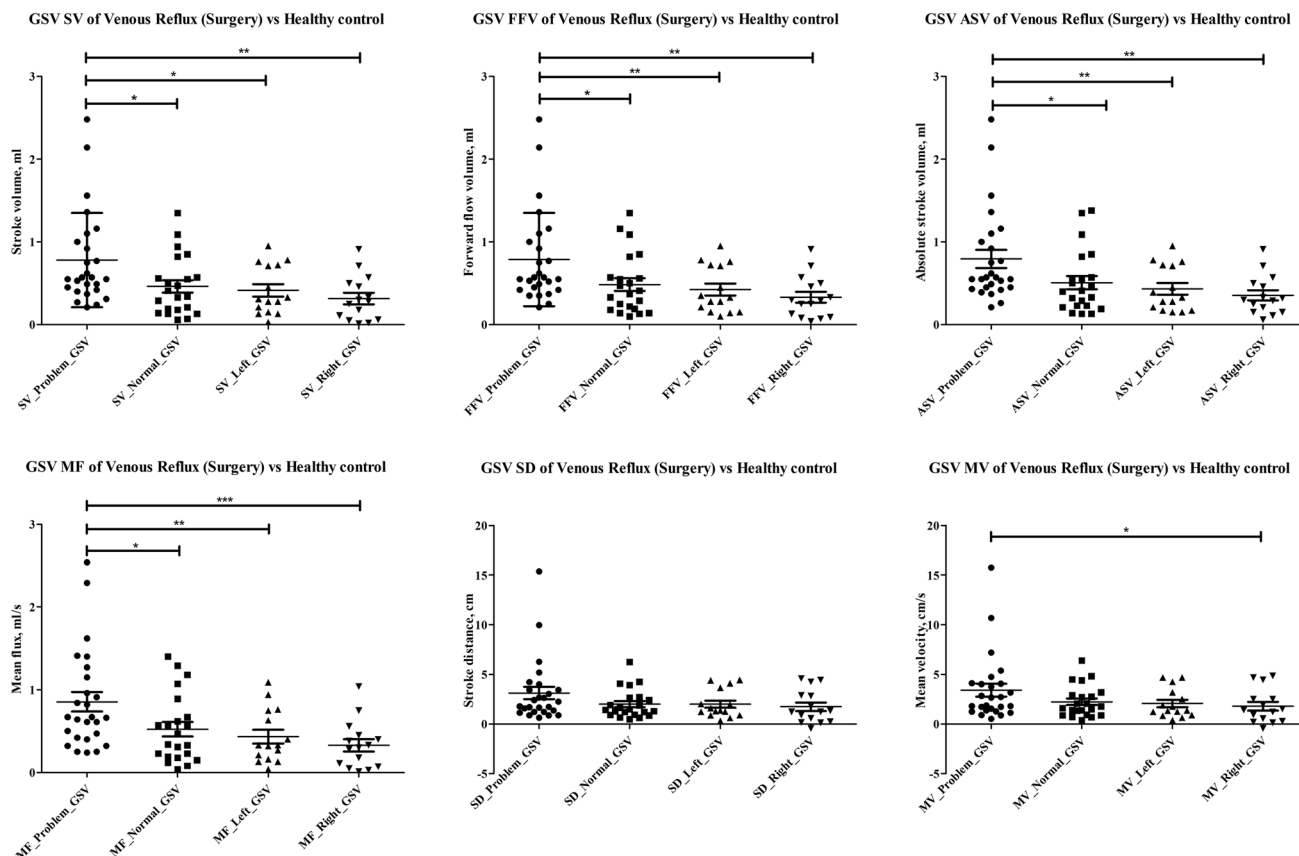 GSV SV of Venous Reflux (Surgery) vs Healthy control
**
*
*
Stroke volume, ml
3
2
1
0
SV_Problem_GSV
SV_Normal_GSV
SV_Left_GSV
SV_Right_GSV
GSV FFV of Venous Reflux (Surgery) vs Healthy control
**
**
*
Forward flow volume, ml
3
2
1
0
FFV_Problem_GSV
FFV_Normal_GSV
FFV_Left_GSV
FFV_Right_GSV
GSV ASV of Venous Reflux (Surgery) vs Healthy control
**
**
*
Absolute stroke volume, ml
3
2
1
0
ASV_Problem_GSV
ASV_Normal_GSV
ASV_Left_GSV
ASV_Right_GSV
GSV MF of Venous Reflux (Surgery) vs Healthy control
***
**
*
Mean flux, ml/s
3
2
1
0
MF_Problem_GSV
MF_Normal_GSV
MF_Left_GSV
MF_Right_GSV
GSV SD of Venous Reflux (Surgery) vs Healthy control
Stroke distance, cm
20
15
10
5
0
-5
SD_Problem_GSV
SD_Normal_GSV
SD_Left_GSV
SD_Right_GSV
GSV MV of Venous Reflux (Surgery) vs Healthy control
*
Mean velocity, cm/s
20
15
10
5
0
-5
MV_Problem_GSV
MV_Normal_GSV
MV_Left_GSV
MV_Right_GSV